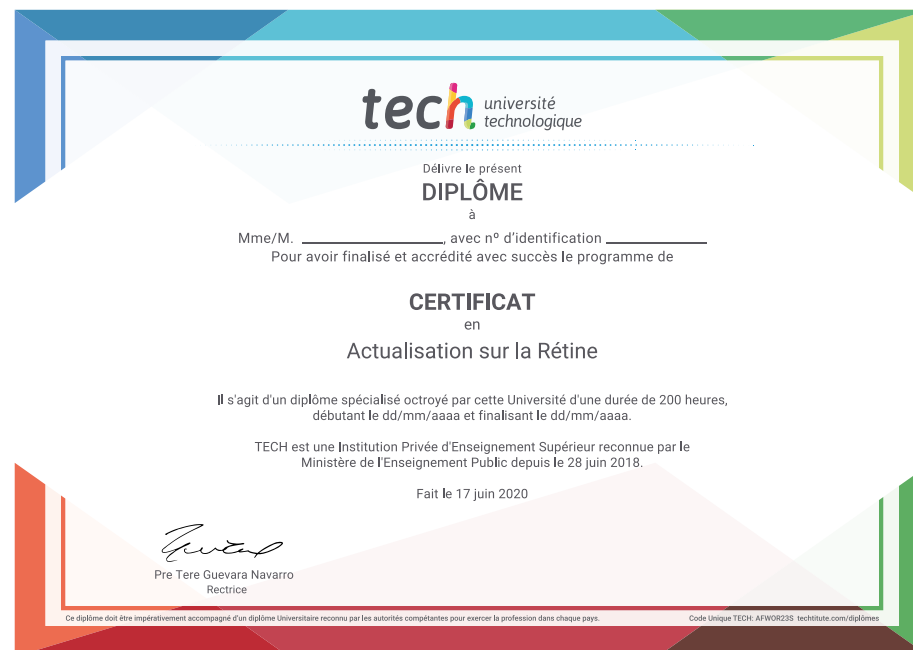 tech université
technologique
Délivre le présent
DIPLÔME
à
Mme/M. ____________________, avec nº d'identification ______________
Pour avoir finalisé et accrédité avec succès le programme de
CERTIFICAT
en
Actualisation sur la Rétine
Il s'agit d'un diplôme spécialisé octroyé par cette Université d'une durée de 200 heures,
débutant le dd/mm/aaaa et finalisant le dd/mm/aaaa.
TECH est une Institution Privée d'Enseignement Supérieur reconnue par le
Ministère de l'Enseignement Public depuis le 28 juin 2018.
Fait le 17 juin 2020
Pre Tere Guevara Navarro
Rectrice
Ce diplôme doit être impérativement accompagné d'un diplôme Universitaire reconnu par les autorités compétantes pour exercer la profession dans chaque pays.
Code Unique TECH: AFWOR23S techtitute.com/diplômes